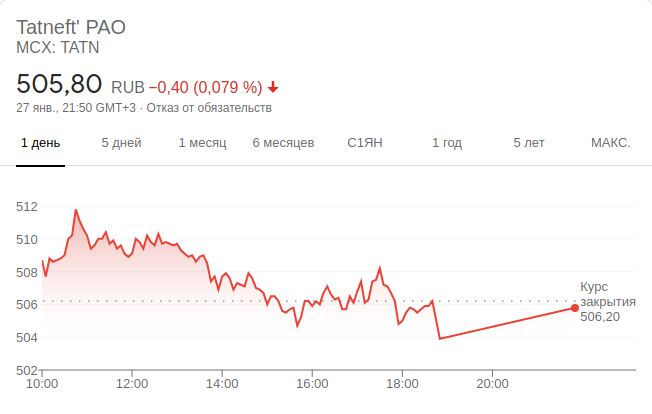 Tatneft' PAO
MCX: TATN
505,80 RUB −0,40 (0,079 %)
27 янв., 21:50 GMT+3 · Отказ от обязательств
1 день 5 дней 1 месяц 6 месяцев С1ЯН 1 год 5 лет МАКС.
512
510
508
506
504
502
Курс
закрытия
506,20
10:00 12:00 14:00 16:00 18:00 20:00